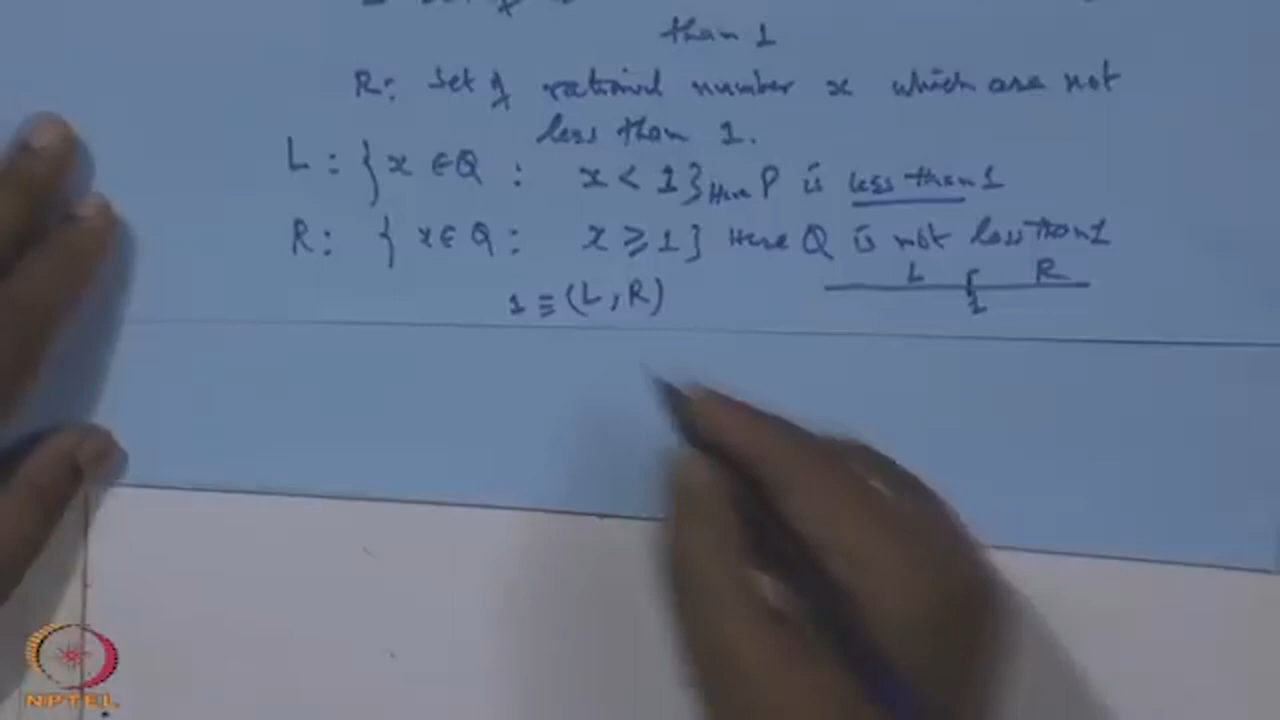 than 1
R: Set of rational number x which are not
less than 1.
L : { x ∈ Q : x < 1 } Here P is less than 1
R : { x ∈ Q : x ⩾ 1 } Here Q is not less than 1
L R
1
1 ≡ (L, R)
NPTEL